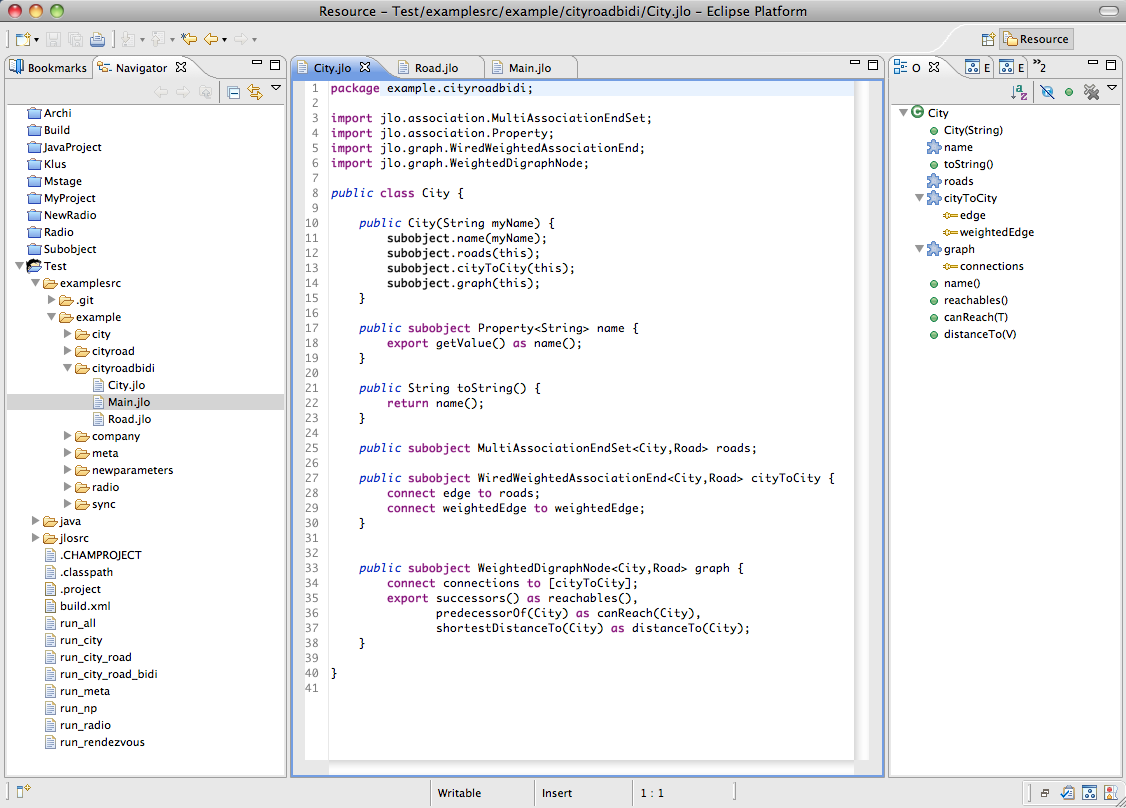 Resource – Test/examplesrc/example/cityroadbidi/City.jlo – Eclipse Platform
Resource
Bookmarks
Navigator
Archi
Build
JavaProject
Klus
Mstage
MyProject
NewRadio
Radio
Subobject
Test
examplesrc
.git
example
city
cityroad
cityroadbidi
City.jlo
Main.jlo
Road.jlo
company
meta
newparameters
radio
sync
java
jlosrc
.CHAMPROJECT
.classpath
.project
build.xml
run_all
run_city
run_city_road
run_city_road_bidi
run_meta
run_np
run_radio
run_rendezvous
City.jlo
Road.jlo
Main.jlo
1 package example.cityroadbidi;
2
3 import jlo.association.MultiAssociationEndSet;
4 import jlo.association.Property;
5 import jlo.graph.WiredWeightedAssociationEnd;
6 import jlo.graph.WeightedDigraphNode;
7
8 public class City {
9
10     public City(String myName) {
11         subobject.name(myName);
12         subobject.roads(this);
13         subobject.cityToCity(this);
14         subobject.graph(this);
15     }
16
17     public subobject Property<String> name {
18         export getValue() as name();
19     }
20
21     public String toString() {
22         return name();
23     }
24
25     public subobject MultiAssociationEndSet<City,Road> roads;
26
27     public subobject WiredWeightedAssociationEnd<City,Road> cityToCity {
28         connect edge to roads;
29         connect weightedEdge to weightedEdge;
30     }
31
32
33     public subobject WeightedDigraphNode<City,Road> graph {
34         connect connections to [cityToCity];
35         export successors() as reachables(),
36                predecessorOf(City) as canReach(City),
37                shortestDistanceTo(City) as distanceTo(City);
38     }
39
40 }
41
O
E
E
»2
a
z
City
City(String)
name
toString()
roads
cityToCity
edge
weightedEdge
graph
connections
name()
reachables()
canReach(T)
distanceTo(V)
Writable
Insert
1 : 1